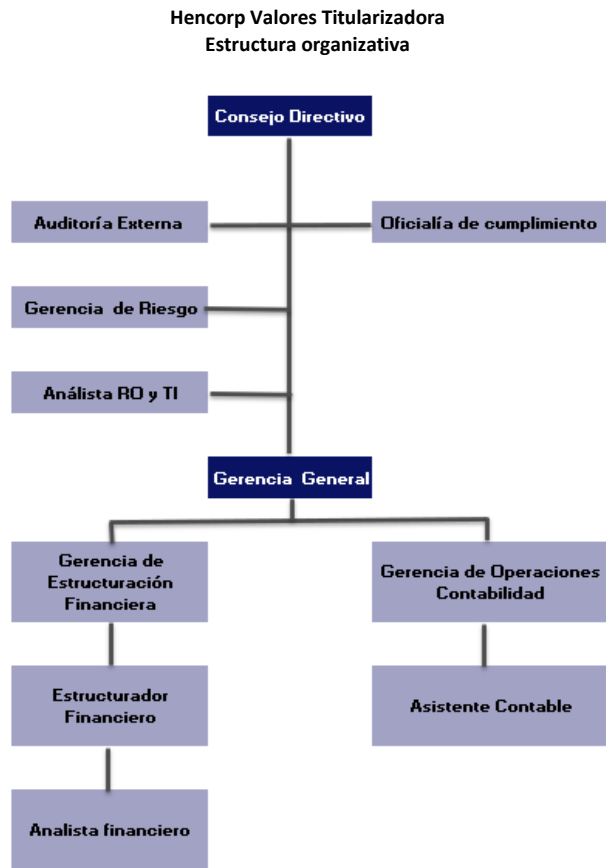 Hencorp Valores Titularizadora
Estructura organizativa
Consejo Directivo
Auditoría Externa
Oficialía de cumplimiento
Gerencia de Riesgo
Análista RO y TI
Gerencia General
Gerencia de
Estructuración
Financiera
Gerencia de Operaciones
Contabilidad
Estructurador
Financiero
Asistente Contable
Analista financiero